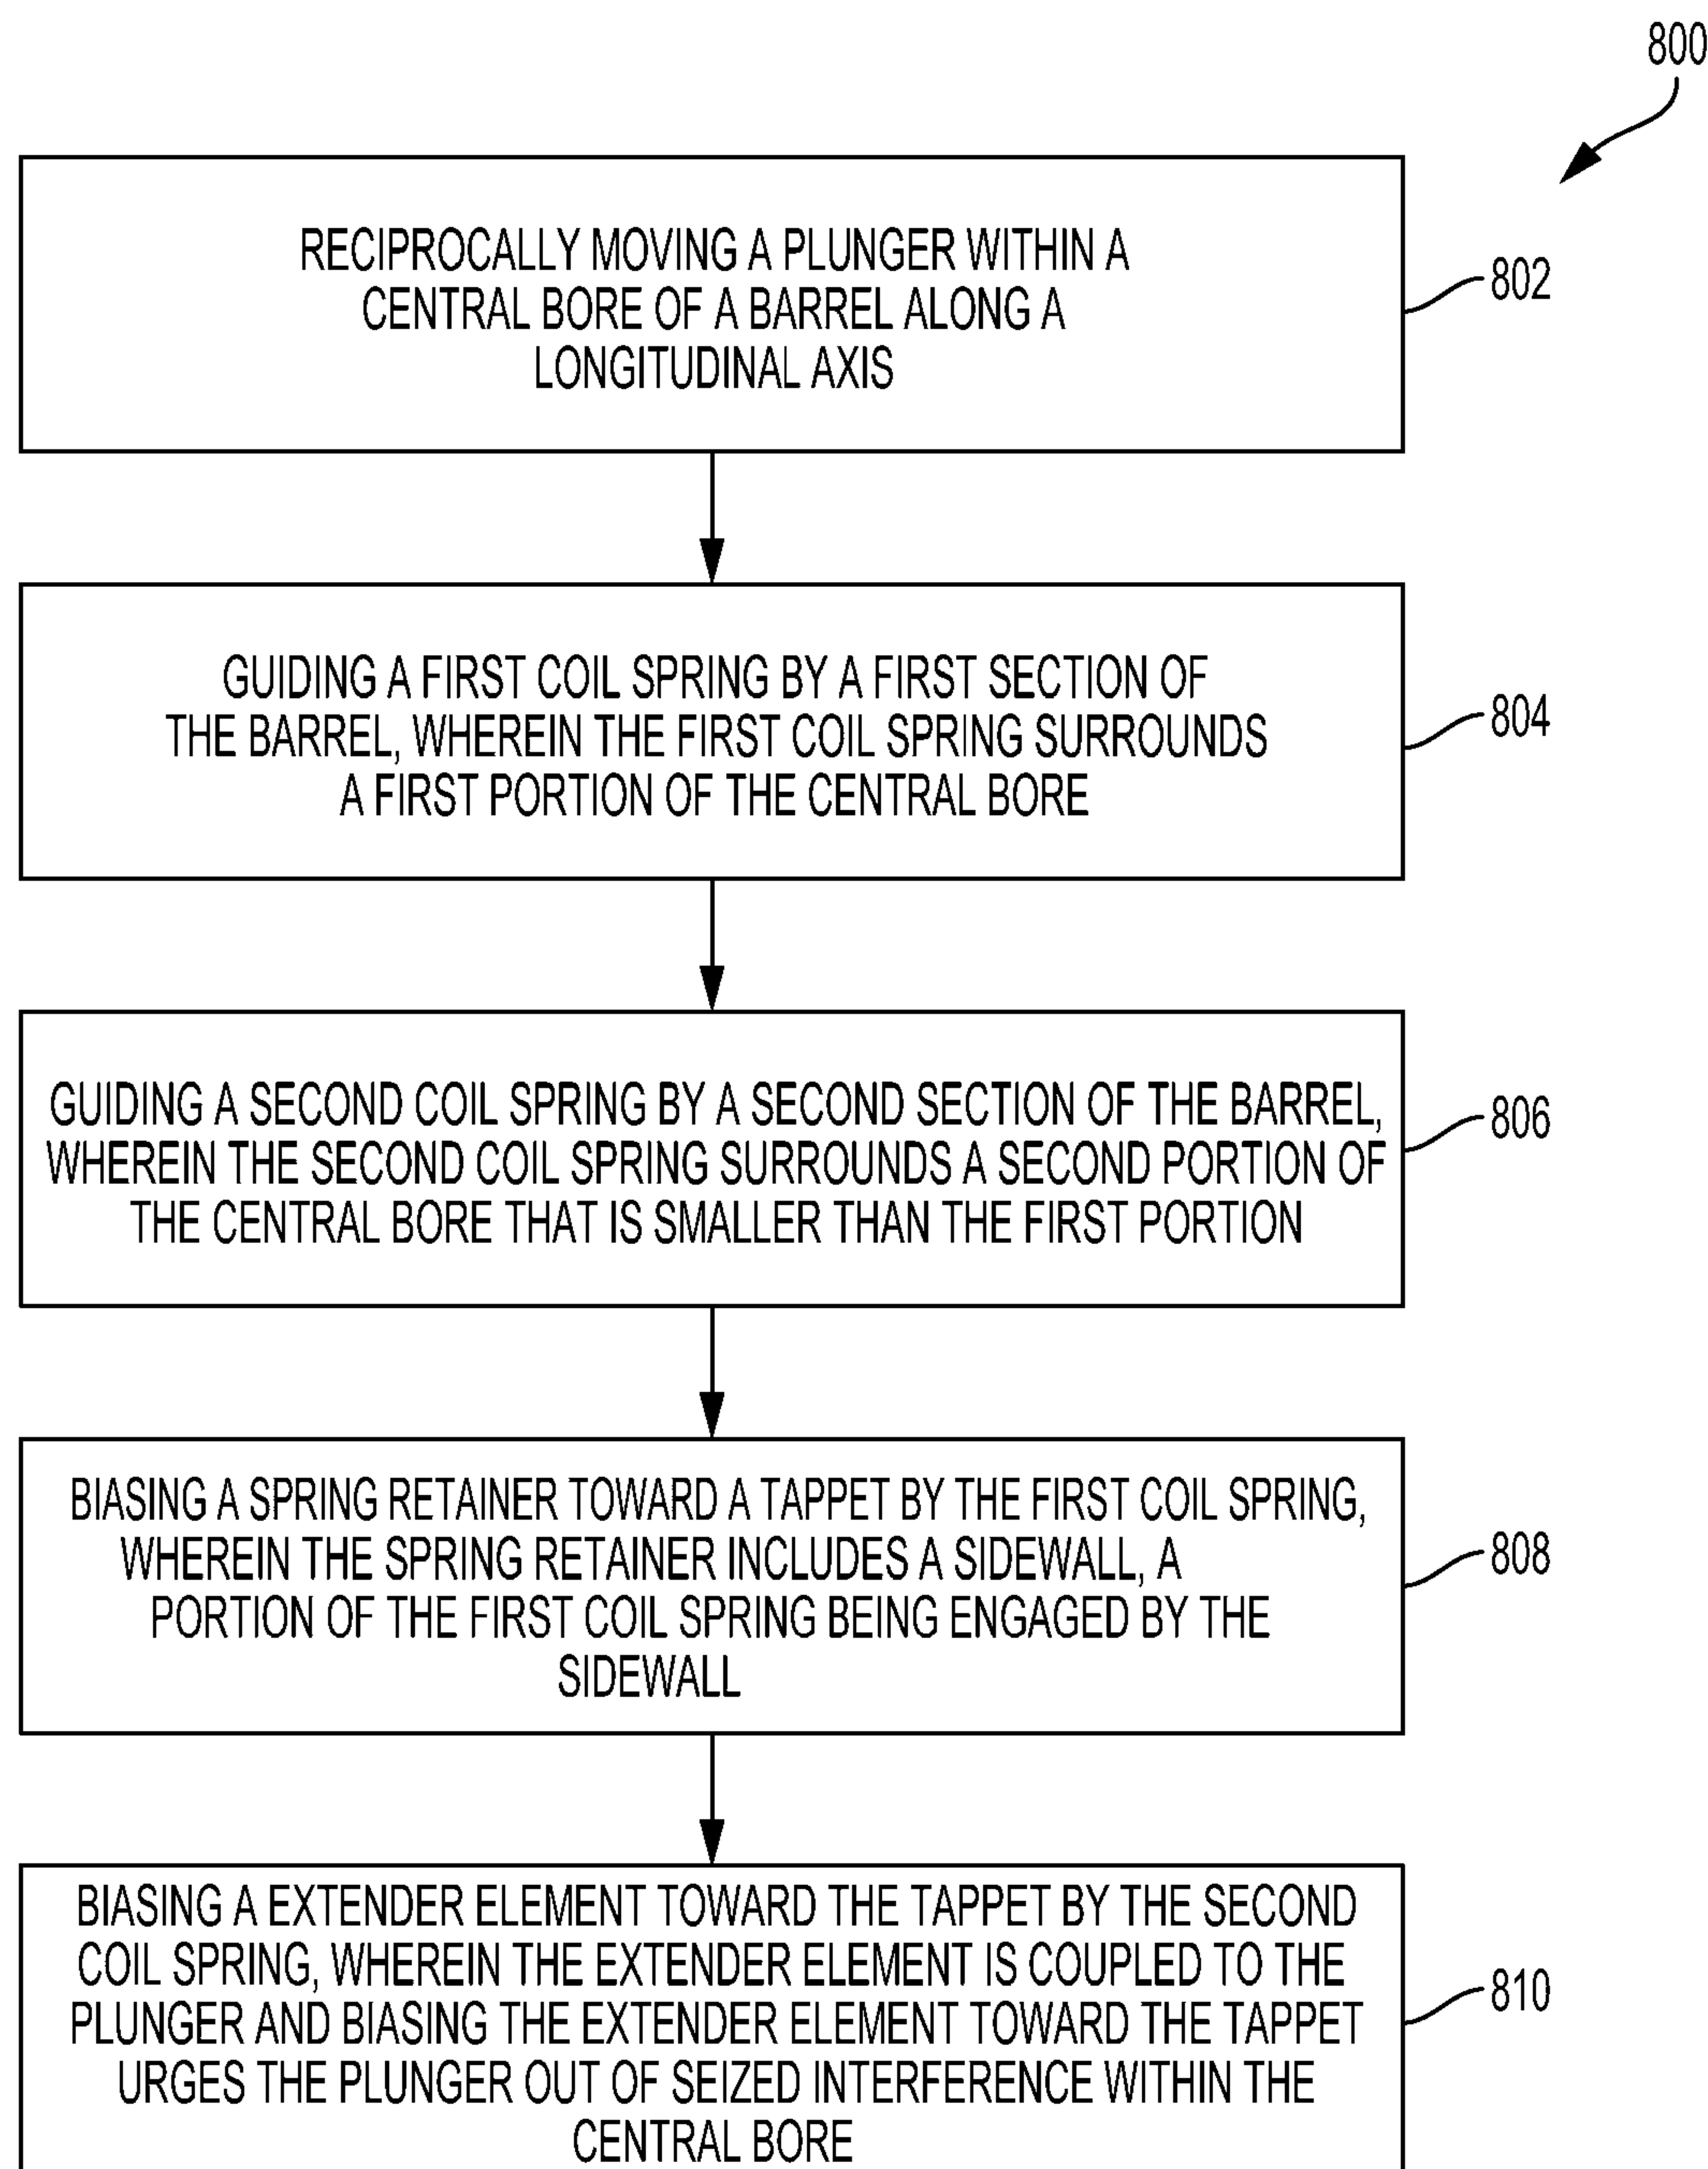 800
RECIPROCALLY MOVING A PLUNGER WITHIN A
CENTRAL BORE OF A BARREL ALONG A
LONGITUDINAL AXIS
802
GUIDING A FIRST COIL SPRING BY A FIRST SECTION OF
THE BARREL, WHEREIN THE FIRST COIL SPRING SURROUNDS
A FIRST PORTION OF THE CENTRAL BORE
804
GUIDING A SECOND COIL SPRING BY A SECOND SECTION OF THE BARREL,
WHEREIN THE SECOND COIL SPRING SURROUNDS A SECOND PORTION OF
THE CENTRAL BORE THAT IS SMALLER THAN THE FIRST PORTION
806
BIASING A SPRING RETAINER TOWARD A TAPPET BY THE FIRST COIL SPRING,
WHEREIN THE SPRING RETAINER INCLUDES A SIDEWALL, A
PORTION OF THE FIRST COIL SPRING BEING ENGAGED BY THE
SIDEWALL
808
BIASING A EXTENDER ELEMENT TOWARD THE TAPPET BY THE SECOND
COIL SPRING, WHEREIN THE EXTENDER ELEMENT IS COUPLED TO THE
PLUNGER AND BIASING THE EXTENDER ELEMENT TOWARD THE TAPPET
URGES THE PLUNGER OUT OF SEIZED INTERFERENCE WITHIN THE
CENTRAL BORE
810